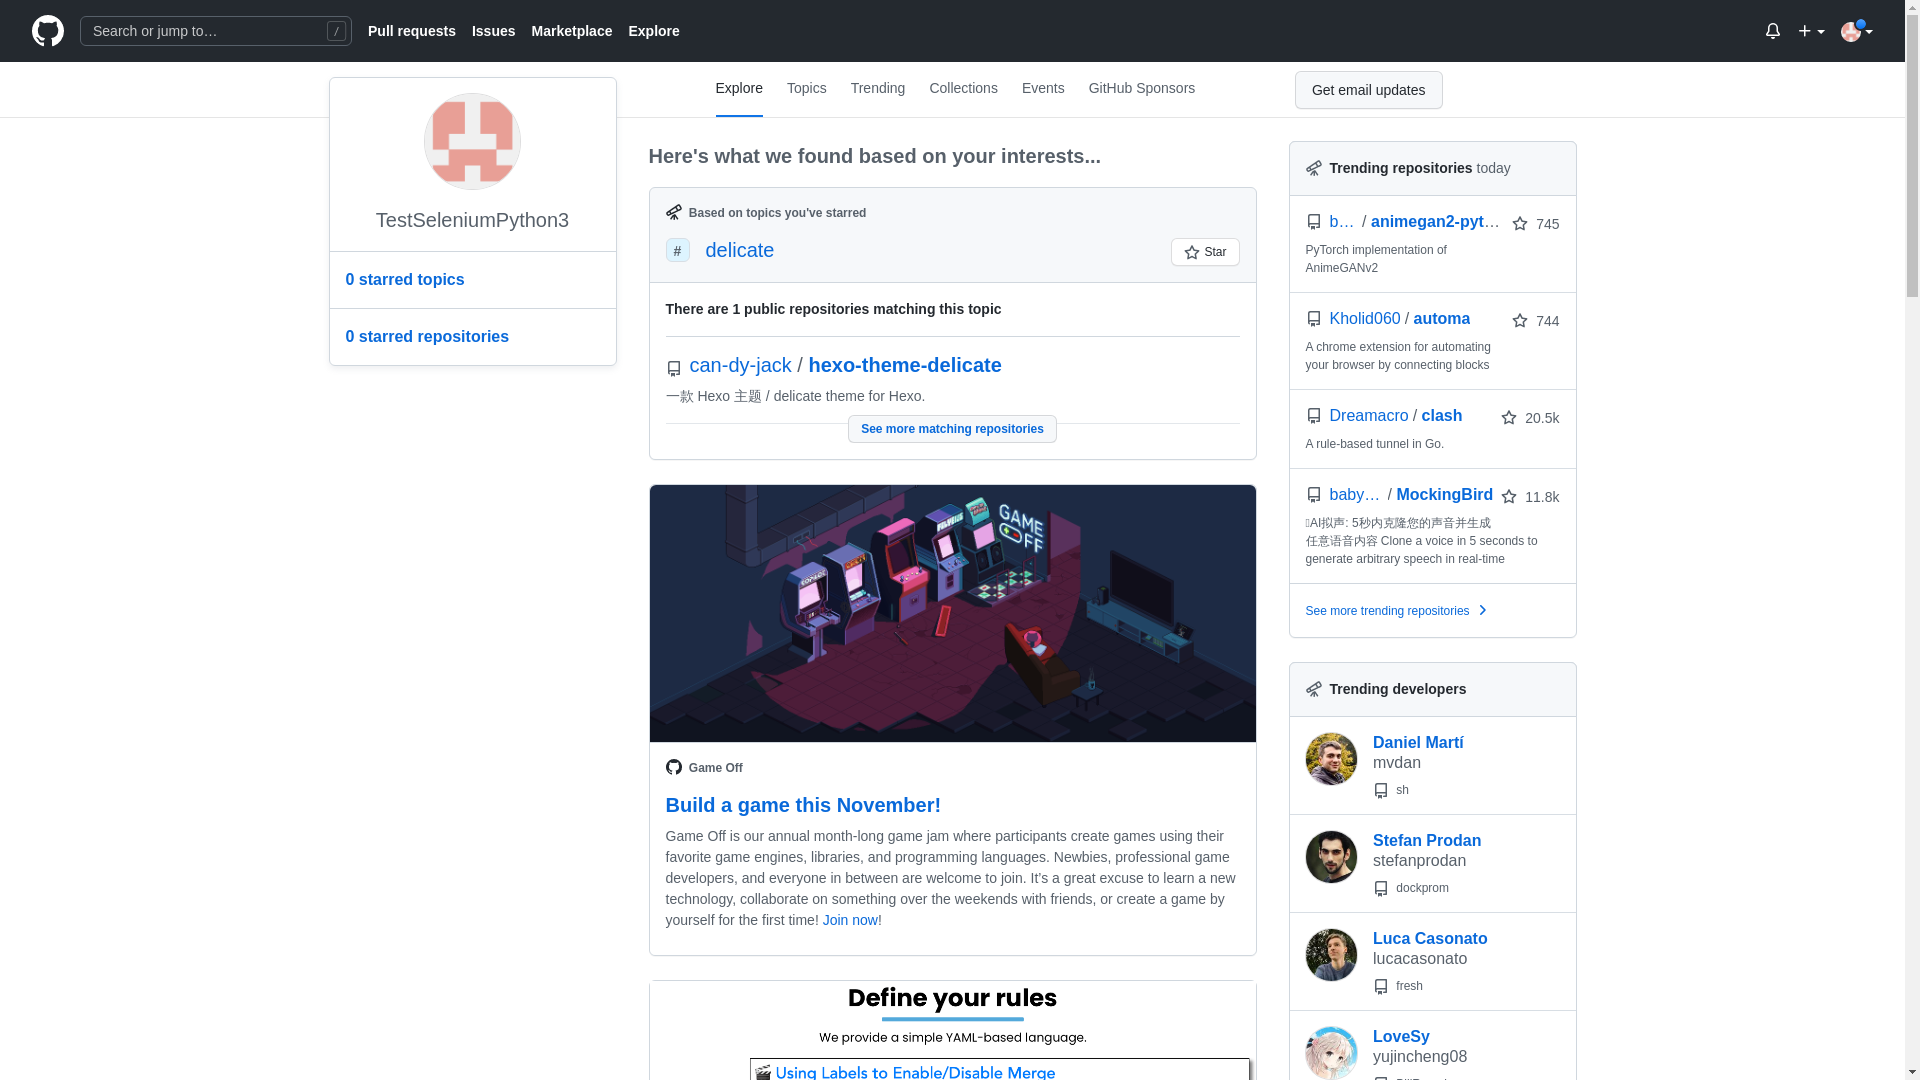 Search or jump to…
/
Pull requests
Issues
Marketplace
Explore
Explore
Topics
Trending
Collections
Events
GitHub Sponsors
Get email updates
TestSeleniumPython3
0 starred topics
0 starred repositories
Here's what we found based on your interests...
Based on topics you've starred
# delicate
Star
There are 1 public repositories matching this topic
can-dy-jack / hexo-theme-delicate
一款 Hexo 主题 / delicate theme for Hexo.
See more matching repositories
GAME OFF
Game Off
Build a game this November!
Game Off is our annual month-long game jam where participants create games using their
favorite game engines, libraries, and programming languages. Newbies, professional game
developers, and everyone in between are welcome to join. It's a great excuse to learn a new
technology, collaborate on something over the weekends with friends, or create a game by
yourself for the first time! Join now!
Define your rules
We provide a simple YAML-based language.
Using Labels to Enable/Disable Merge
Trending repositories today
b… / animegan2-pyt… 745
PyTorch implementation of
AnimeGANv2
Kholid060 / automa 744
A chrome extension for automating
your browser by connecting blocks
Dreamacro / clash 20.5k
A rule-based tunnel in Go.
baby… / MockingBird 11.8k
AI拟声: 5秒内克隆您的声音并生成
任意语音内容 Clone a voice in 5 seconds to
generate arbitrary speech in real-time
See more trending repositories
Trending developers
Daniel Martí
mvdan
sh
Stefan Prodan
stefanprodan
dockprom
Luca Casonato
lucacasonato
fresh
LoveSy
yujincheng08